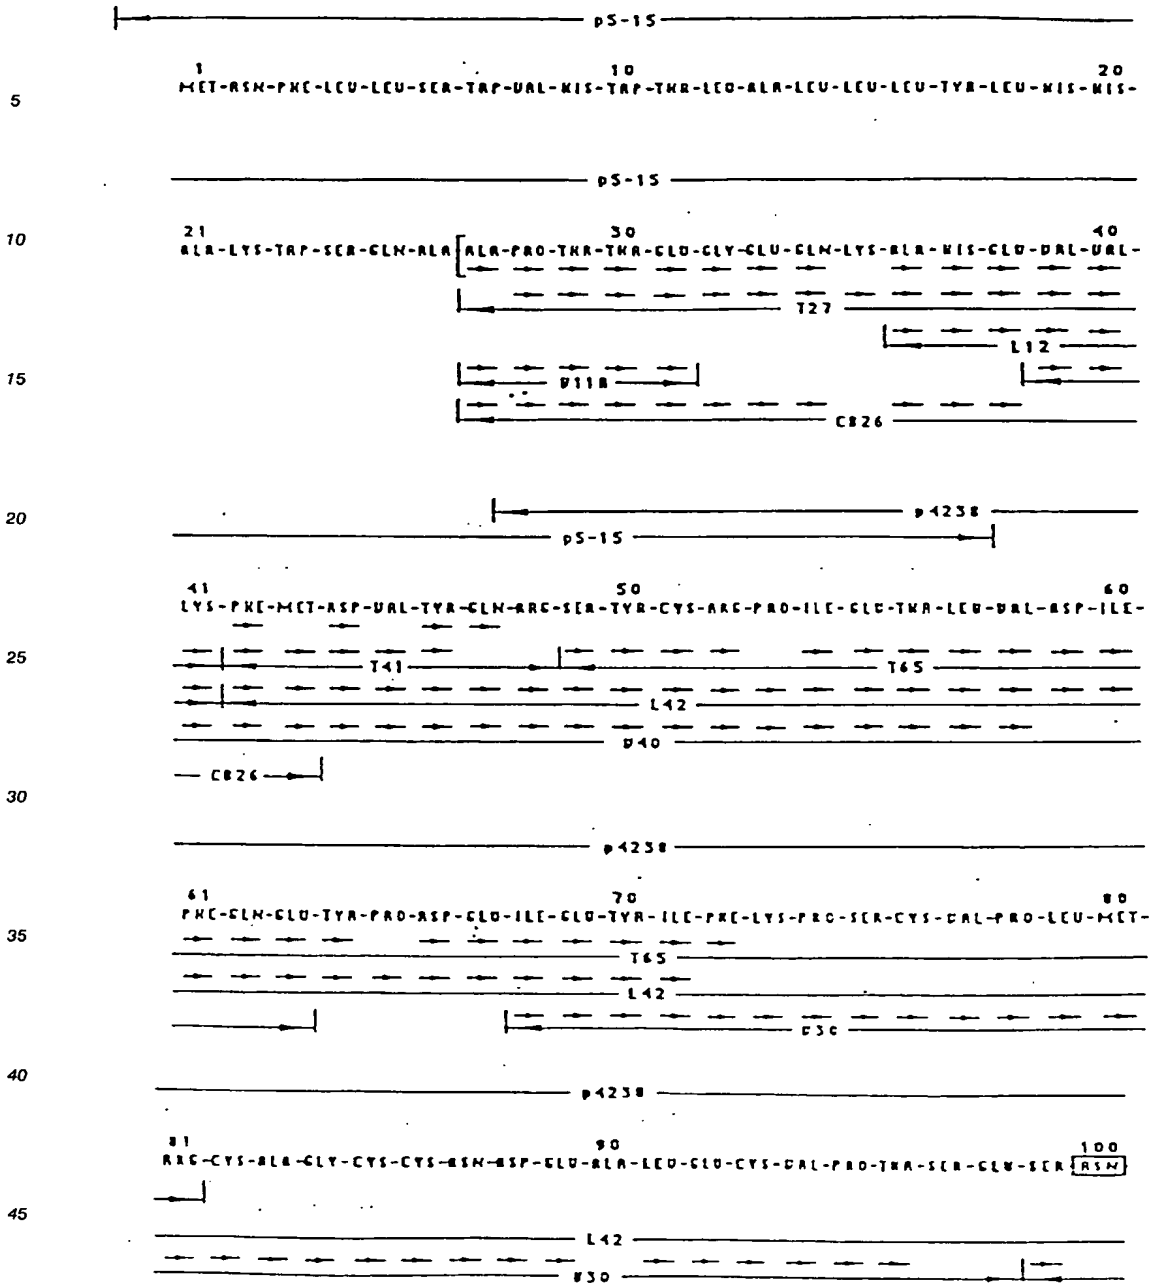 pS-15
1 10 20
5
MET-ASN-PHE-LEU-LEU-SER-TRP-VAL-HIS-TRP-THR-LEU-ALA-LEU-LEU-LEU-TYR-LEU-HIS-HIS-
pS-15
21 30 40
10
ALA-LYS-TRP-SER-GLN-ALA ALA-PRO-THR-THR-GLU-GLY-GLU-GLN-LYS-ALA-HIS-GLU-VAL-VAL-
T27
L12
15
V11A
CB26
20
p4238
pS-15
41 50 60
LYS-PHE-MET-ASP-VAL-TYR-GLN-ARG-SER-TYR-CYS-ARG-PRO-ILE-GLU-THR-LEU-VAL-ASP-ILE-
25
T41 T65
L42
V40
CB26
30
p4238
61 70 80
PHE-GLN-GLU-TYR-PRO-ASP-GLU-ILE-GLU-TYR-ILE-PHE-LYS-PRO-SER-CYS-VAL-PRO-LEU-MET-
35
T65
L42
V30
40
p4238
81 90 100
ARG-CYS-ALA-GLY-CYS-CYS-ASN-ASP-GLU-ALA-LEU-GLU-CYS-VAL-PRO-THR-SER-GLU-SER ASN
45
L42
V30